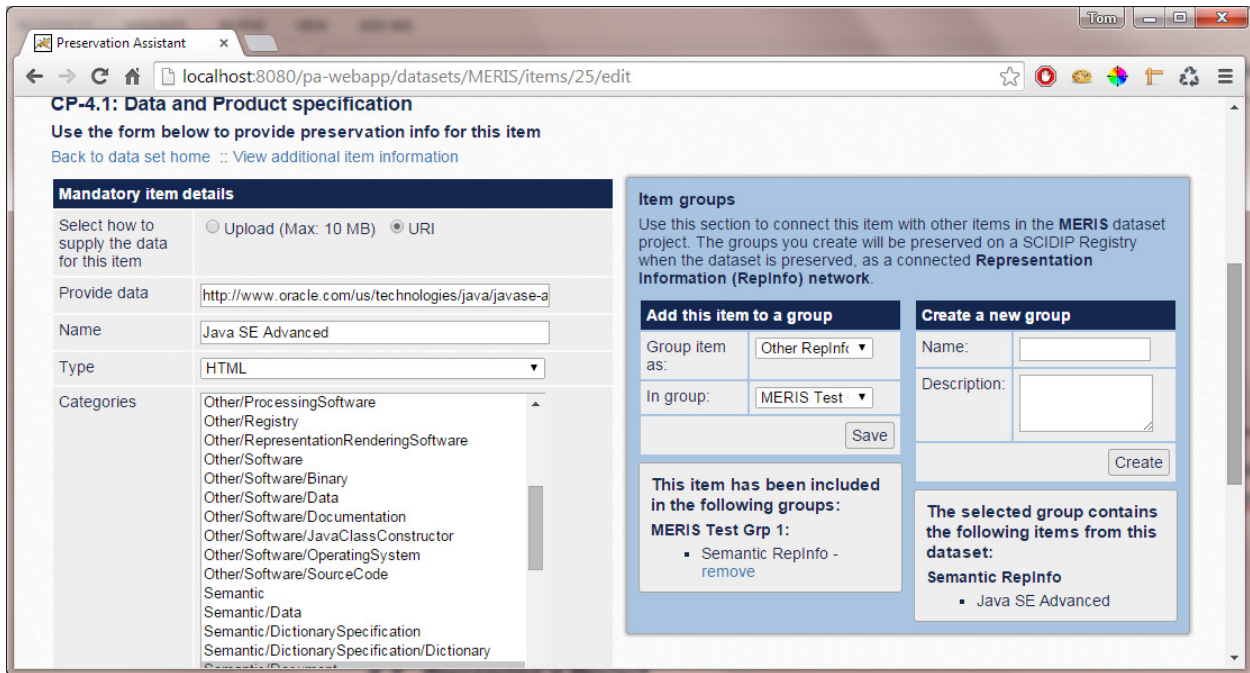 Tom
Preservation Assistant
localhost:8080/pa-webapp/datasets/MERIS/items/25/edit
CP-4.1: Data and Product specification
Use the form below to provide preservation info for this item
Back to data set home :: View additional item information
Mandatory item details
Select how to
supply the data
for this item
Upload (Max: 10 MB) URI
Provide data
http://www.oracle.com/us/technologies/java/javase-a
Name
Java SE Advanced
Type
HTML
Categories
Other/ProcessingSoftware
Other/Registry
Other/RepresentationRenderingSoftware
Other/Software
Other/Software/Binary
Other/Software/Data
Other/Software/Documentation
Other/Software/JavaClassConstructor
Other/Software/OperatingSystem
Other/Software/SourceCode
Semantic
Semantic/Data
Semantic/DictionarySpecification
Semantic/DictionarySpecification/Dictionary
Semantic/Document
Item groups
Use this section to connect this item with other items in the MERIS dataset
project. The groups you create will be preserved on a SCIDIP Registry
when the dataset is preserved, as a connected Representation
Information (RepInfo) network.
Add this item to a group
Group item
as:
Other RepInfo
In group:
MERIS Test
Save
This item has been included
in the following groups:
MERIS Test Grp 1:
Semantic RepInfo -
remove
Create a new group
Name:
Description:
Create
The selected group contains
the following items from this
dataset:
Semantic RepInfo
Java SE Advanced